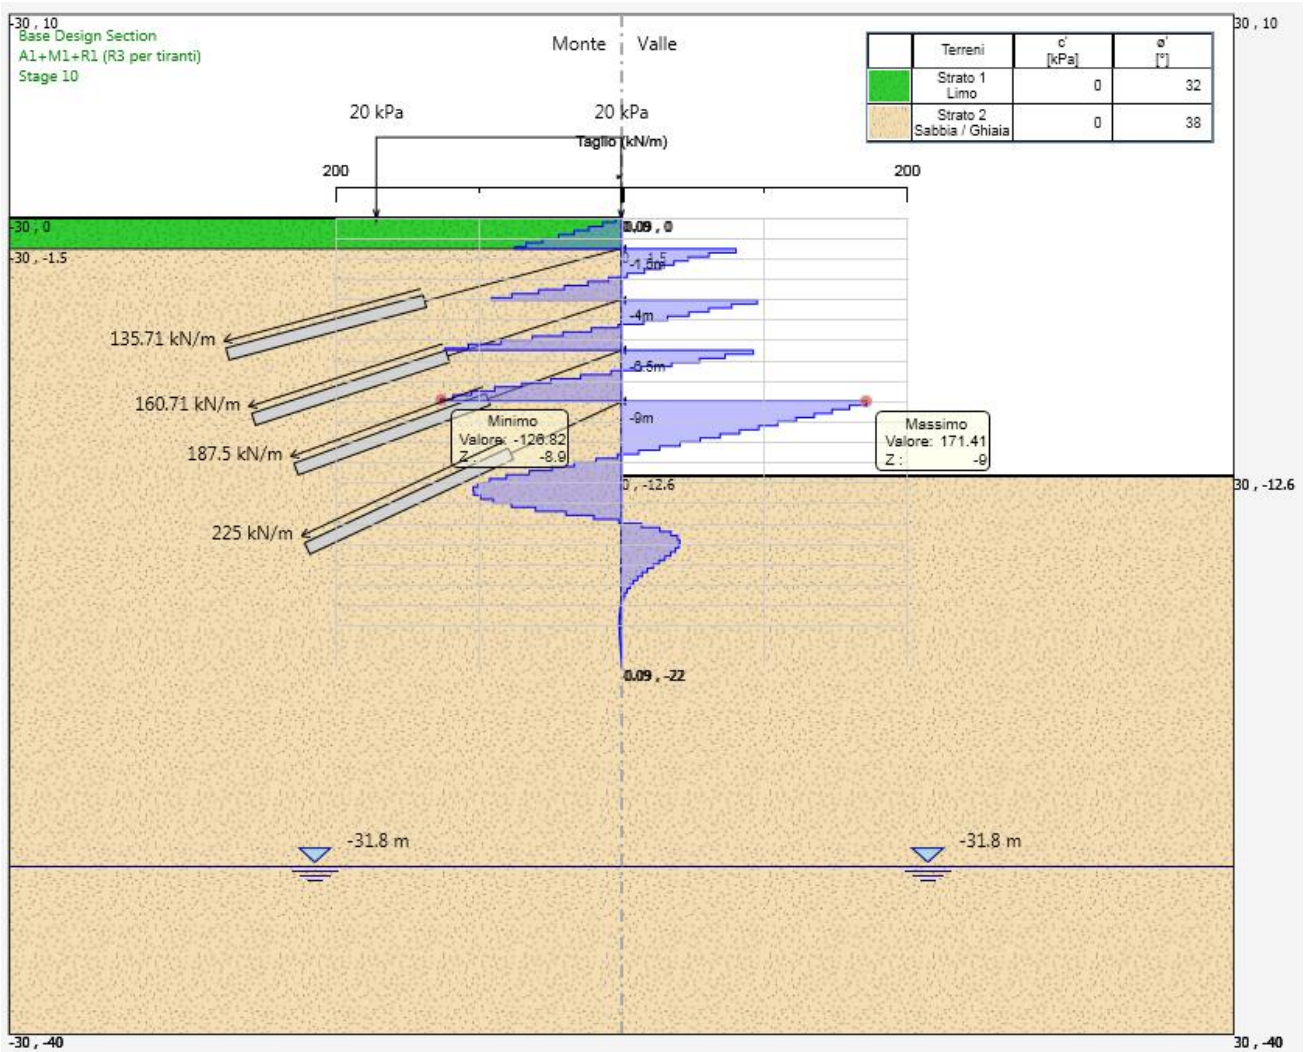 -30 , 10
30 , 10
Base Design Section
A1+M1+R1 (R3 per tiranti)
Stage 10
Monte
Valle
Terreni
c'
[kPa]
ø'
[°]
Strato 1
Limo
0
32
Strato 2
Sabbia / Ghiaia
0
38
20 kPa
20 kPa
Taglio (kN/m)
200
200
-30 , 0
0.09 , 0
-30 , -1.5
-1.5m
-4m
-6.5m
-9m
135.71 kN/m
160.71 kN/m
187.5 kN/m
225 kN/m
Minimo
Valore: -126.82
Z : -8.9
Massimo
Valore: 171.41
Z : -9
0 , -12.6
30 , -12.6
0.09 , -22
-31.8 m
-31.8 m
-30 , -40
30 , -40